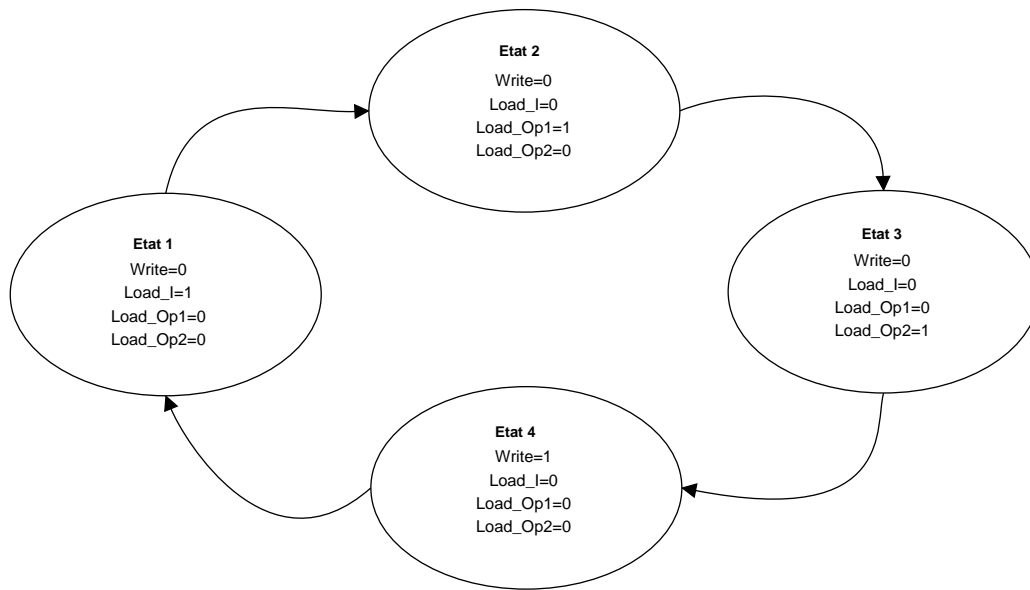 Etat 2
Write=0
Load_I=0
Load_Op1=1
Load_Op2=0
Etat 1
Write=0
Load_I=1
Load_Op1=0
Load_Op2=0
Etat 3
Write=0
Load_I=0
Load_Op1=0
Load_Op2=1
Etat 4
Write=1
Load_I=0
Load_Op1=0
Load_Op2=0